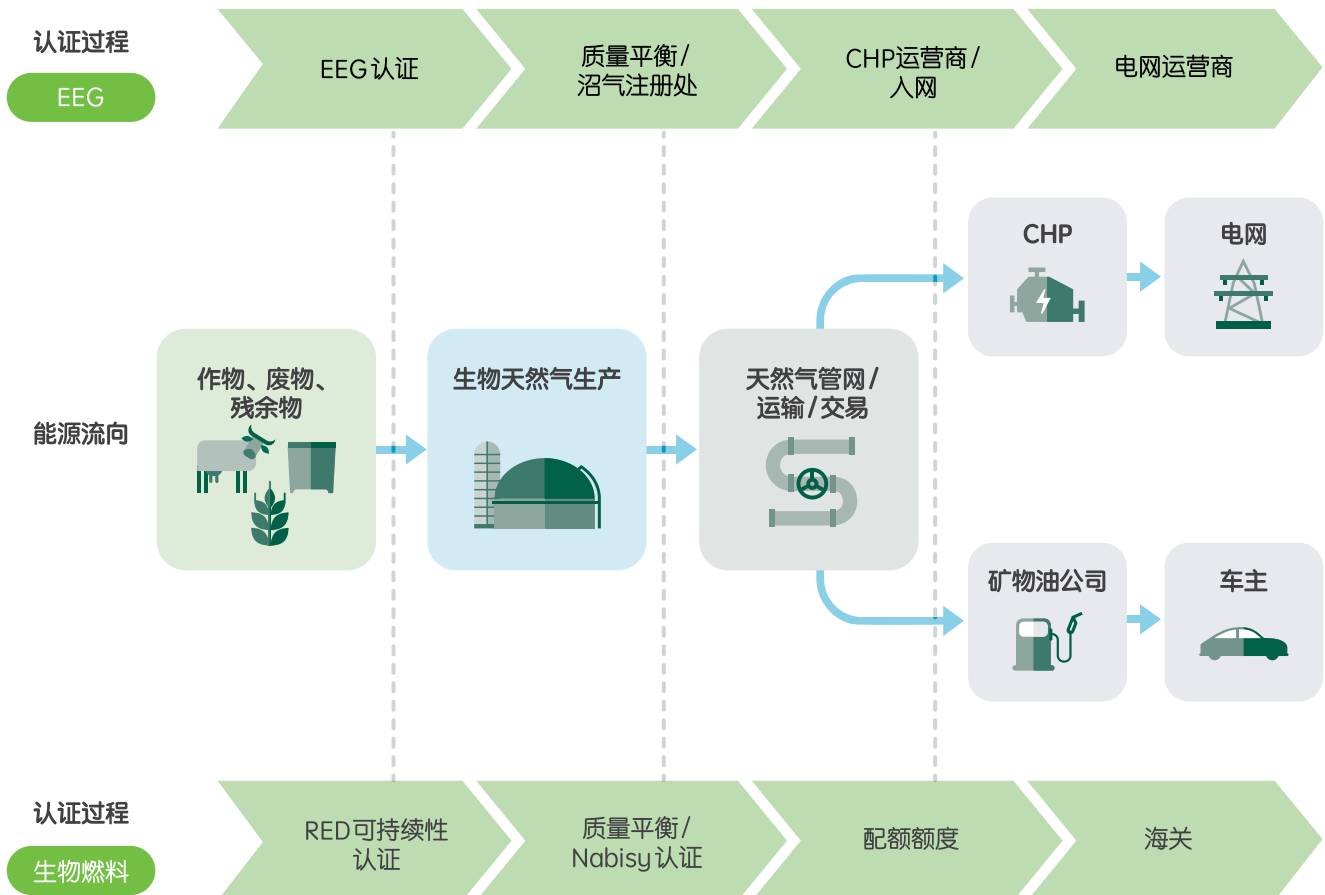 认证过程
EEG
EEG 认证
质量平衡 /
沼气注册处
CHP运营商 /
入网
电网运营商
能源流向
作物、废物、
残余物
生物天然气生产
天然气管网 /
运输 / 交易
CHP
电网
矿物油公司
车主
认证过程
生物燃料
RED可持续性
认证
质量平衡 /
Nabisy 认证
配额额度
海关